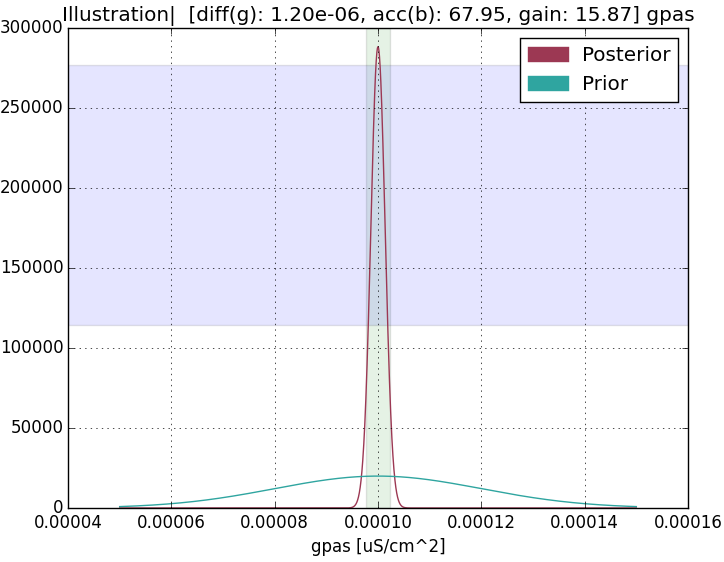 Illustration|  [diff(g): 1.20e-06, acc(b): 67.95, gain: 15.87] gpas
300000
250000
200000
150000
100000
50000
0
Posterior
Prior
0.00004 0.00006 0.00008 0.00010 0.00012 0.00014 0.00016
gpas [uS/cm^2]